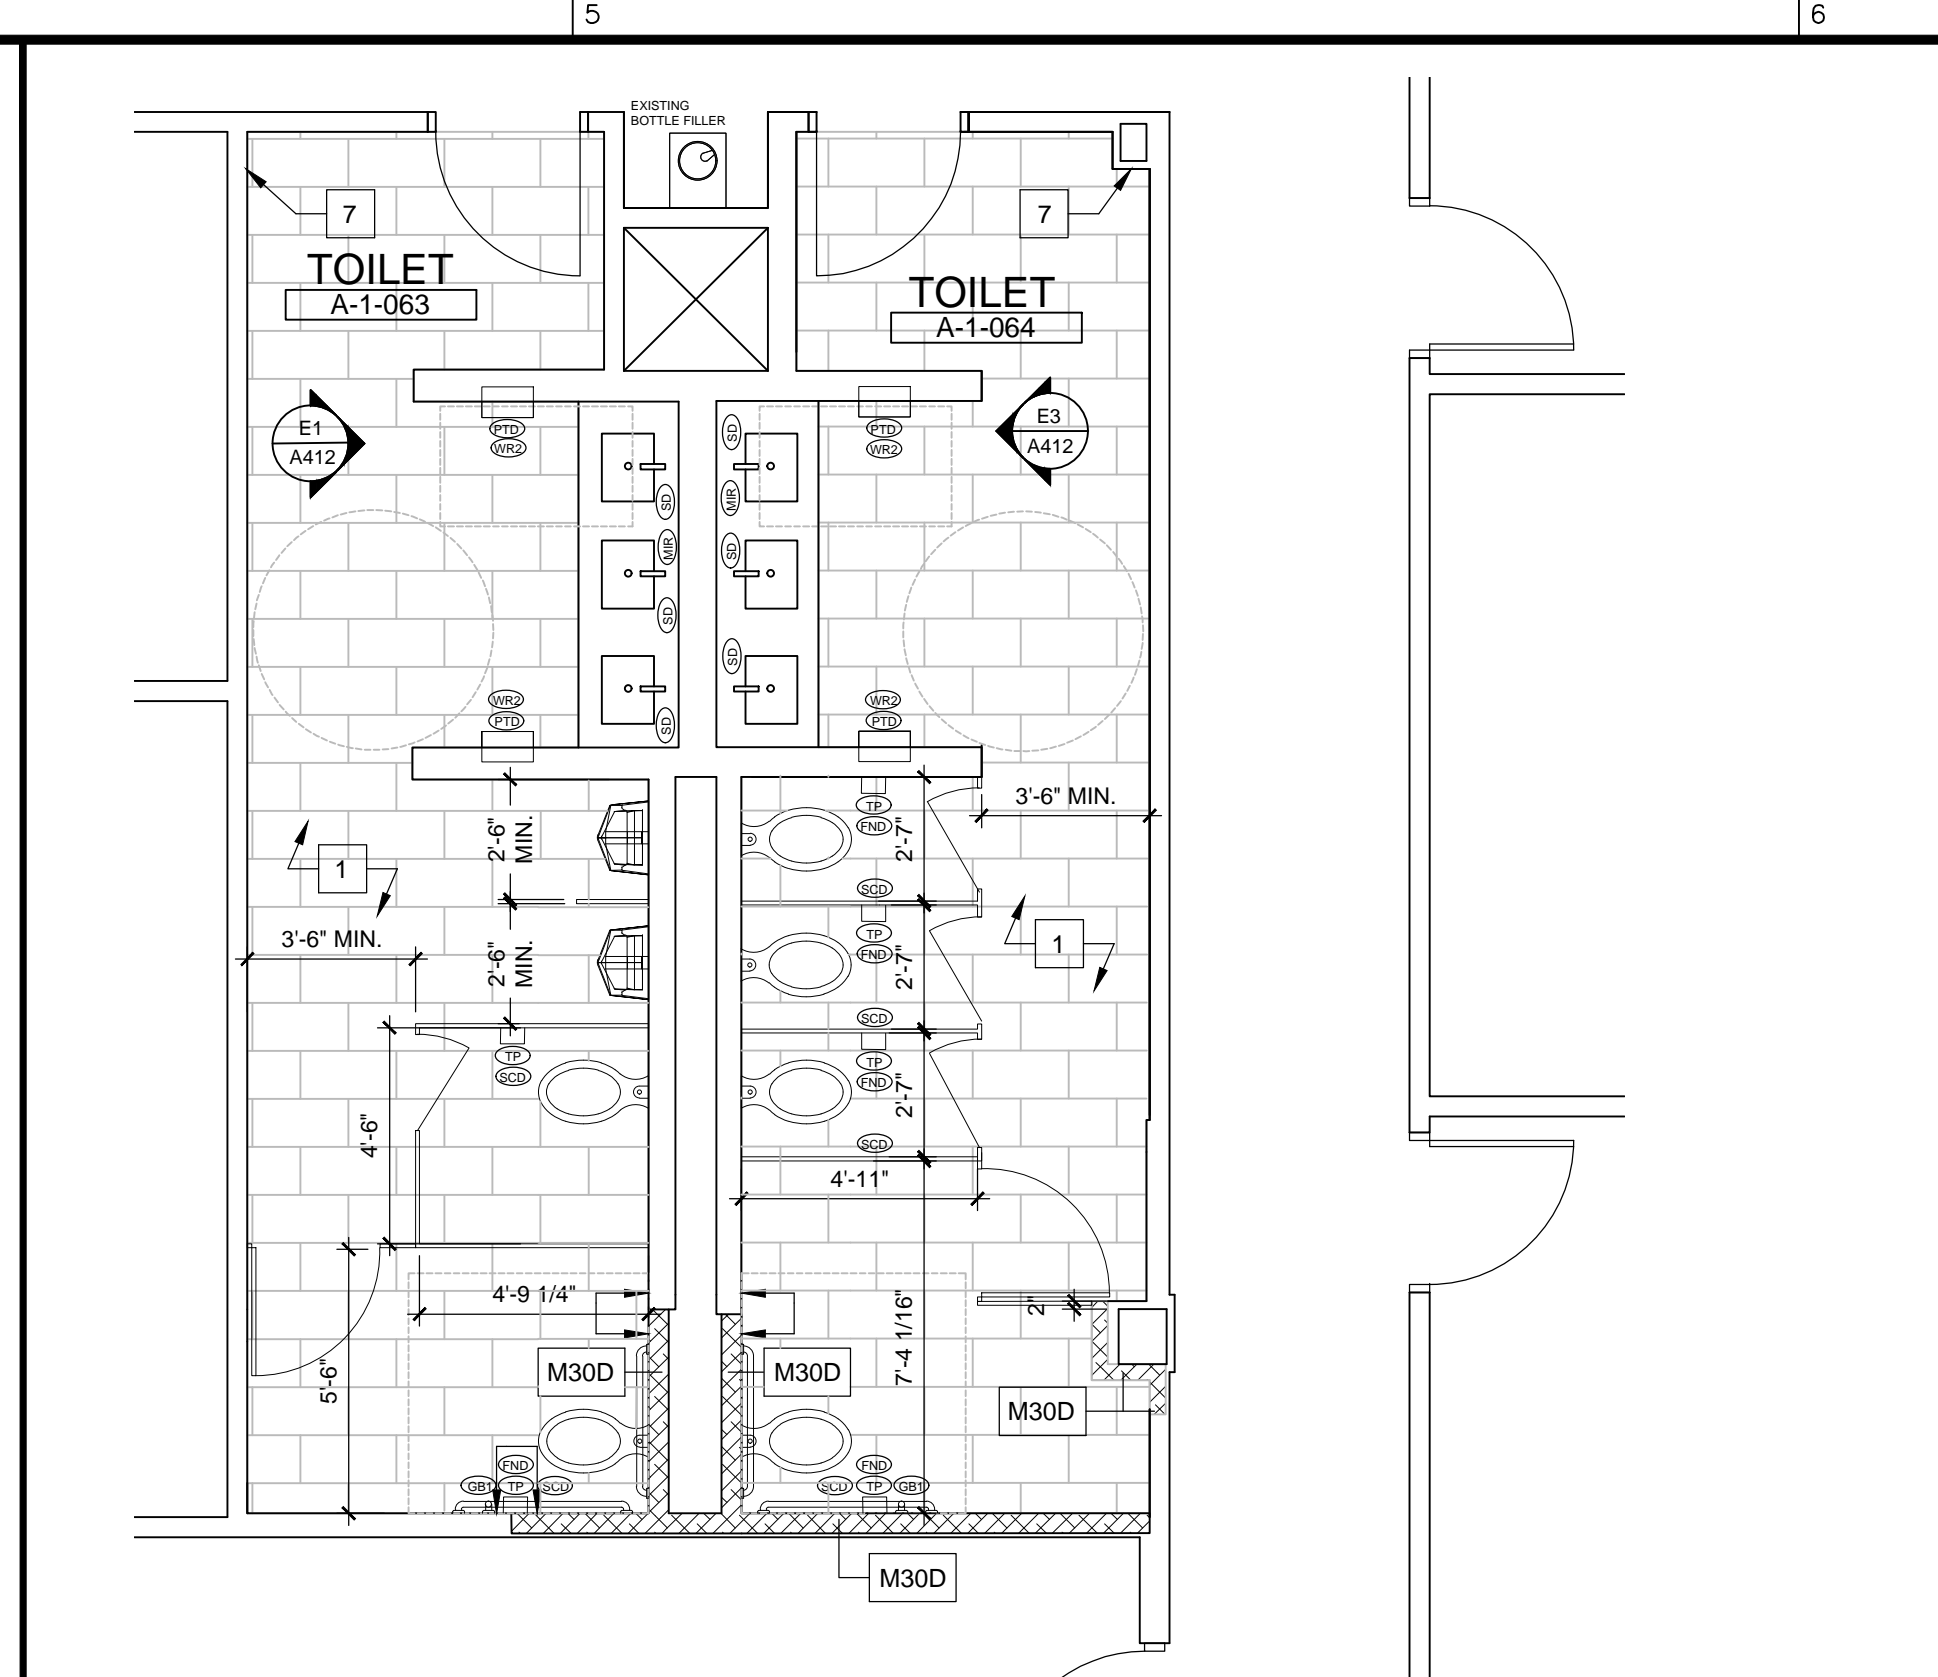 5
6
EXISTING
BOTTLE FILLER
7
7
TOILET
A-1-063
TOILET
A-1-064
E1
A412
E3
A412
PTD
WR2
SD
PTD
WR2
SD
MIR
MIR
SD
SD
SD
SD
WR2
PTD
WR2
PTD
2'-6"
MIN.
TP
FND
2'-7"
3'-6" MIN.
1
SCD
3'-6" MIN.
2'-6"
MIN.
TP
FND
2'-7"
1
SCD
TP
SCD
TP
FND
2'-7"
4'-6"
SCD
4'-11"
4'-9 1/4"
7'-4 1/16"
2"
5'-6"
M30D
M30D
M30D
FND
GB1
TP
SCD
FND
SCD
TP
GB1
M30D